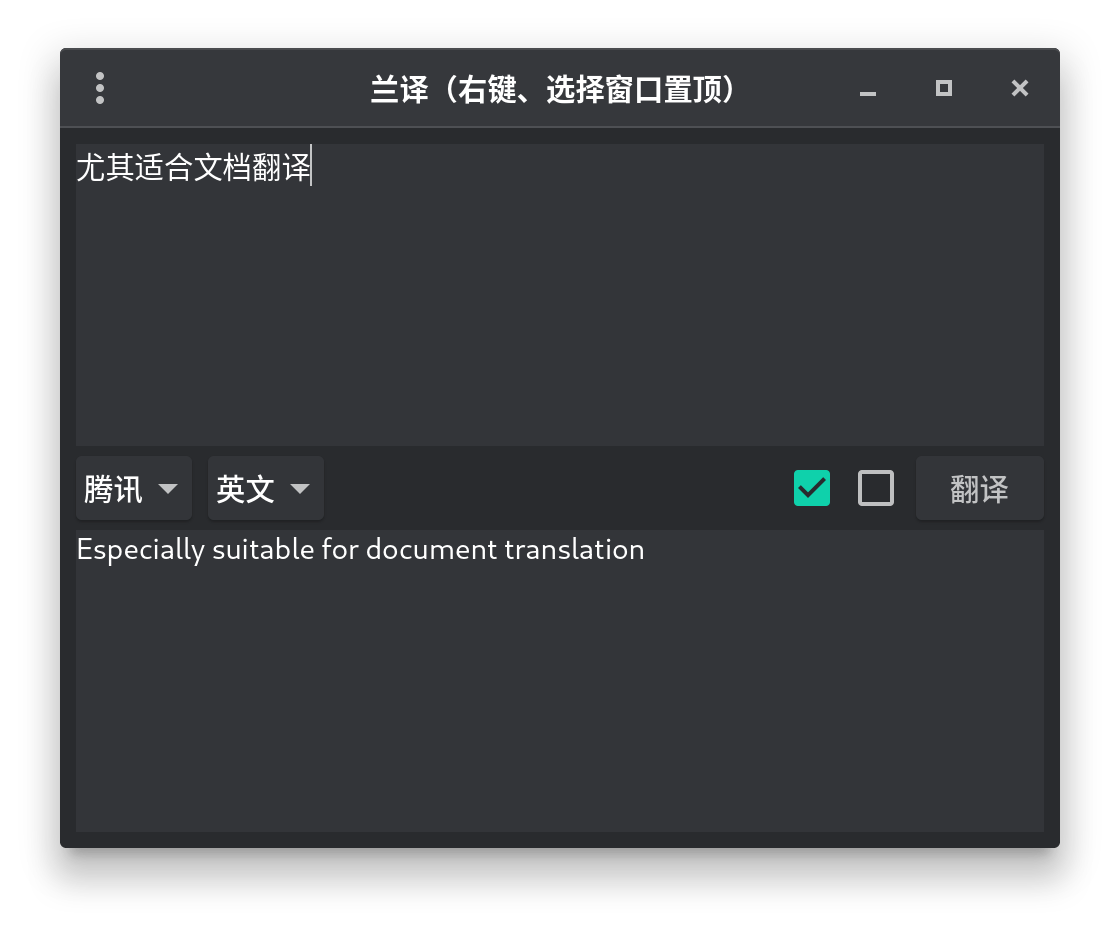 兰译（右键、选择窗口置顶）
尤其适合文档翻译
腾讯 英文 翻译
Especially suitable for document translation